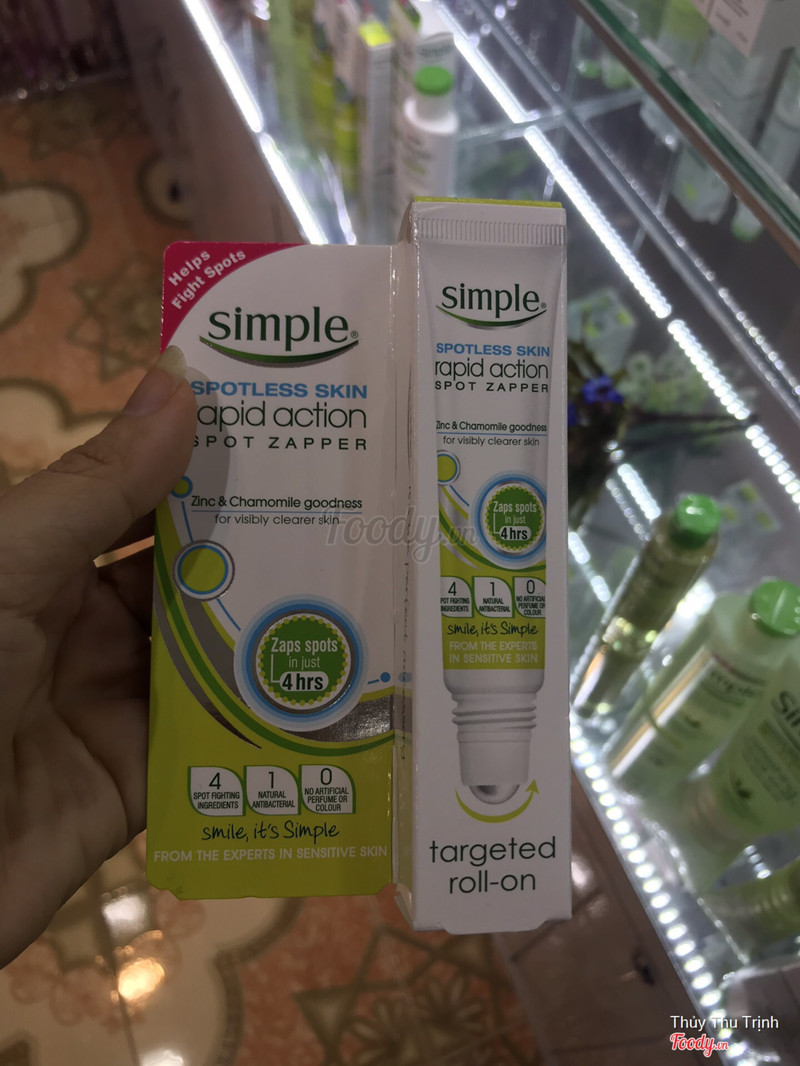 Helps
Fight Spots
simple®
SPOTLESS SKIN
apid action
SPOT ZAPPER
Zinc & Chamomile goodness
for visibly clearer skin
Zaps spots
in just
4 hrs
4
SPOT FIGHTING
INGREDIENTS
1
NATURAL
ANTIBACTERIAL
0
NO ARTIFICIAL
PERFUME OR
COLOUR
smile, it's Simple
FROM THE EXPERTS IN SENSITIVE SKIN
simple®
SPOTLESS SKIN
rapid action
SPOT ZAPPER
Zinc & Chamomile goodness
for visibly clearer skin
Zaps spots
in just
4 hrs
4
POT FIGHTING
INGREDIENTS
1
NATURAL
ANTIBACTERIAL
0
NO ARTIFICIAL
PERFUME OR
COLOUR
smile, it's Simple
FROM THE EXPERTS
IN SENSITIVE SKIN
targeted
roll-on
Foody.vn
Thủy Thu Trịnh
Foody.vn